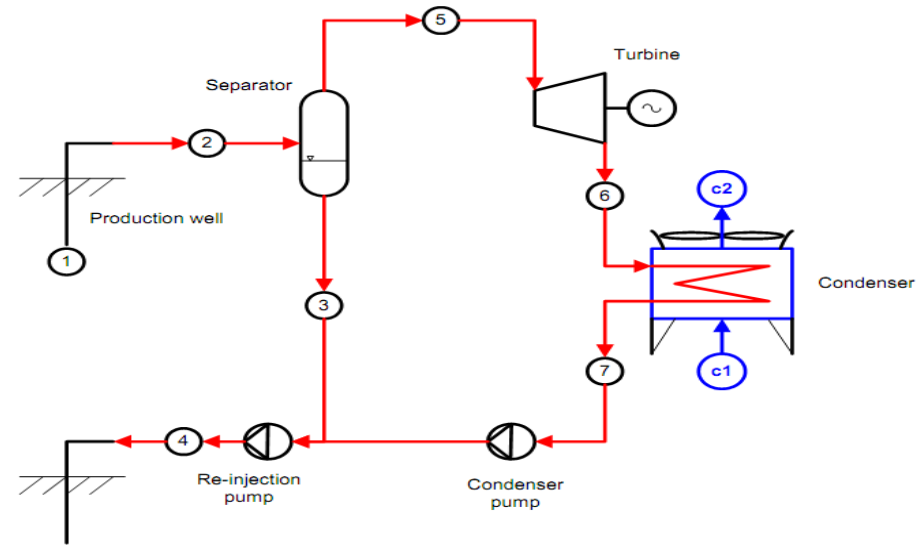 5
Turbine
Separator
2
6
c2
Production well
1
Condenser
3
7
c1
4
Re-injection
pump
Condenser
pump